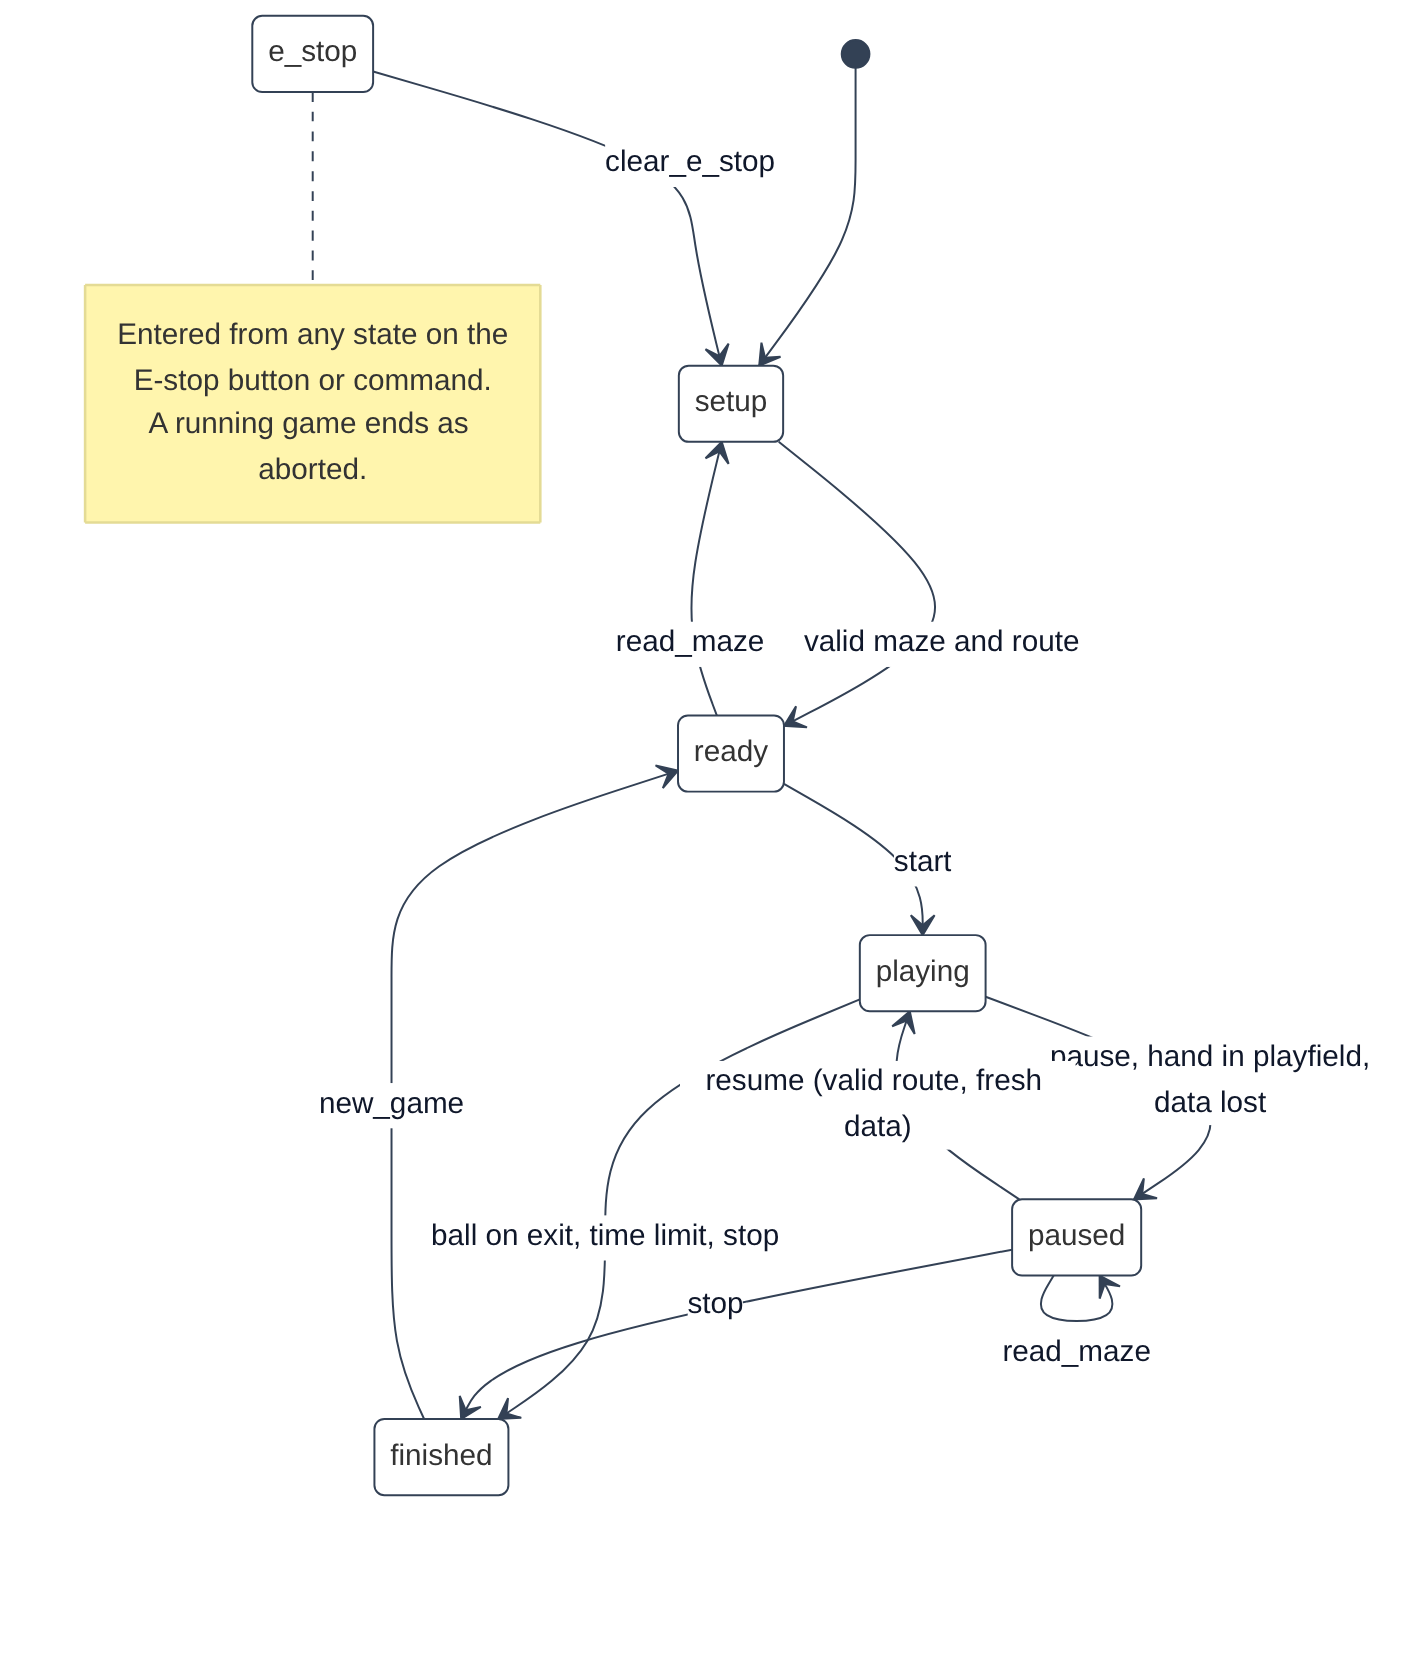 e_stop
clear_e_stop
Entered from any state on the
E-stop button or command.
A running game ends as
aborted.
setup
read_maze
valid maze and route
ready
start
playing
pause, hand in playfield,
data lost
resume (valid route, fresh
data)
new_game
ball on exit, time limit, stop
paused
stop
read_maze
finished